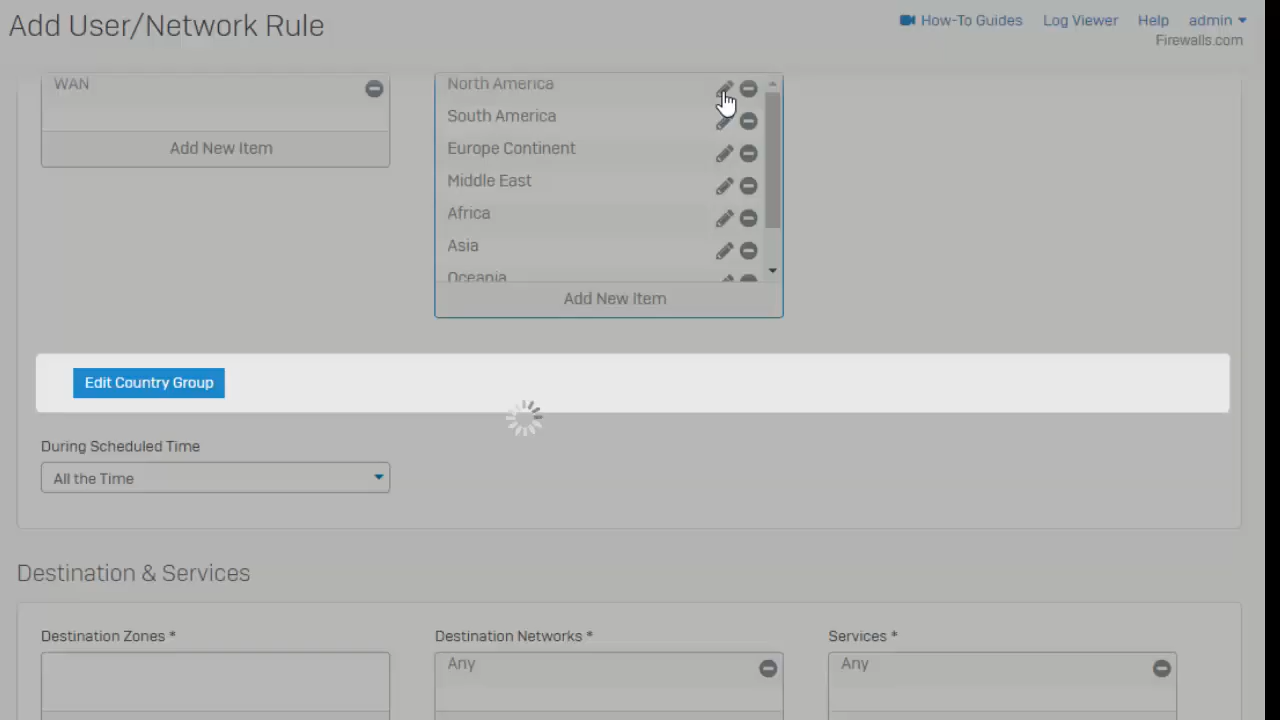 Add User/Network Rule
How-To Guides Log Viewer Help admin
Firewalls.com
WAN
Add New Item
North America
South America
Europe Continent
Middle East
Africa
Asia
Oceania
Add New Item
Edit Country Group
During Scheduled Time
All the Time
Destination & Services
Destination Zones *
Destination Networks *
Services *
Any
Any